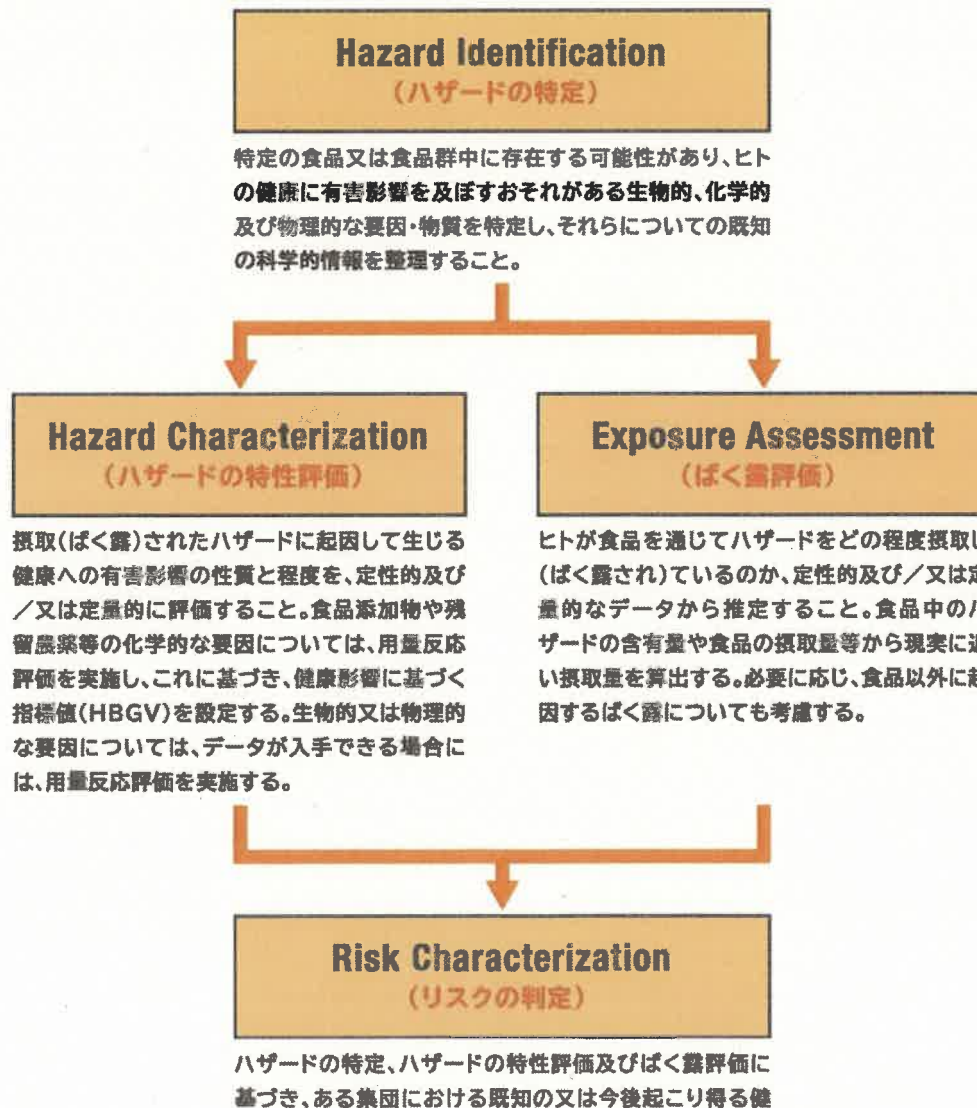 Hazard Identification
(ハザードの特定)
特定の食品又は食品群中に存在する可能性があり、ヒト
の健康に有害影響を及ぼすおそれがある生物的、化学的
及び物理的な要因・物質を特定し、それらについての既知
の科学的情報を整理すること。
Hazard Characterization
(ハザードの特性評価)
摂取(ばく露)されたハザードに起因して生じる
健康への有害影響の性質と程度を、定性的及び
/又は定量的に評価すること。食品添加物や残
留農薬等の化学的な要因については、用量反応
評価を実施し、これに基づき、健康影響に基づく
指標値(HBGV)を設定する。生物的又は物理的
な要因については、データが入手できる場合に
は、用量反応評価を実施する。
Exposure Assessment
(ばく露評価)
ヒトが食品を通じてハザードをどの程度摂取し
(ばく露され)ているのか、定性的及び/又は定
量的なデータから推定すること。食品中のハ
ザードの含有量や食品の摂取量等から現実に近
い摂取量を算出する。必要に応じ、食品以外に起
因するばく露についても考慮する。
Risk Characterization
(リスクの判定)
ハザードの特定、ハザードの特性評価及びばく露評価に
基づき、ある集団における既知の又は今後起こり得る健